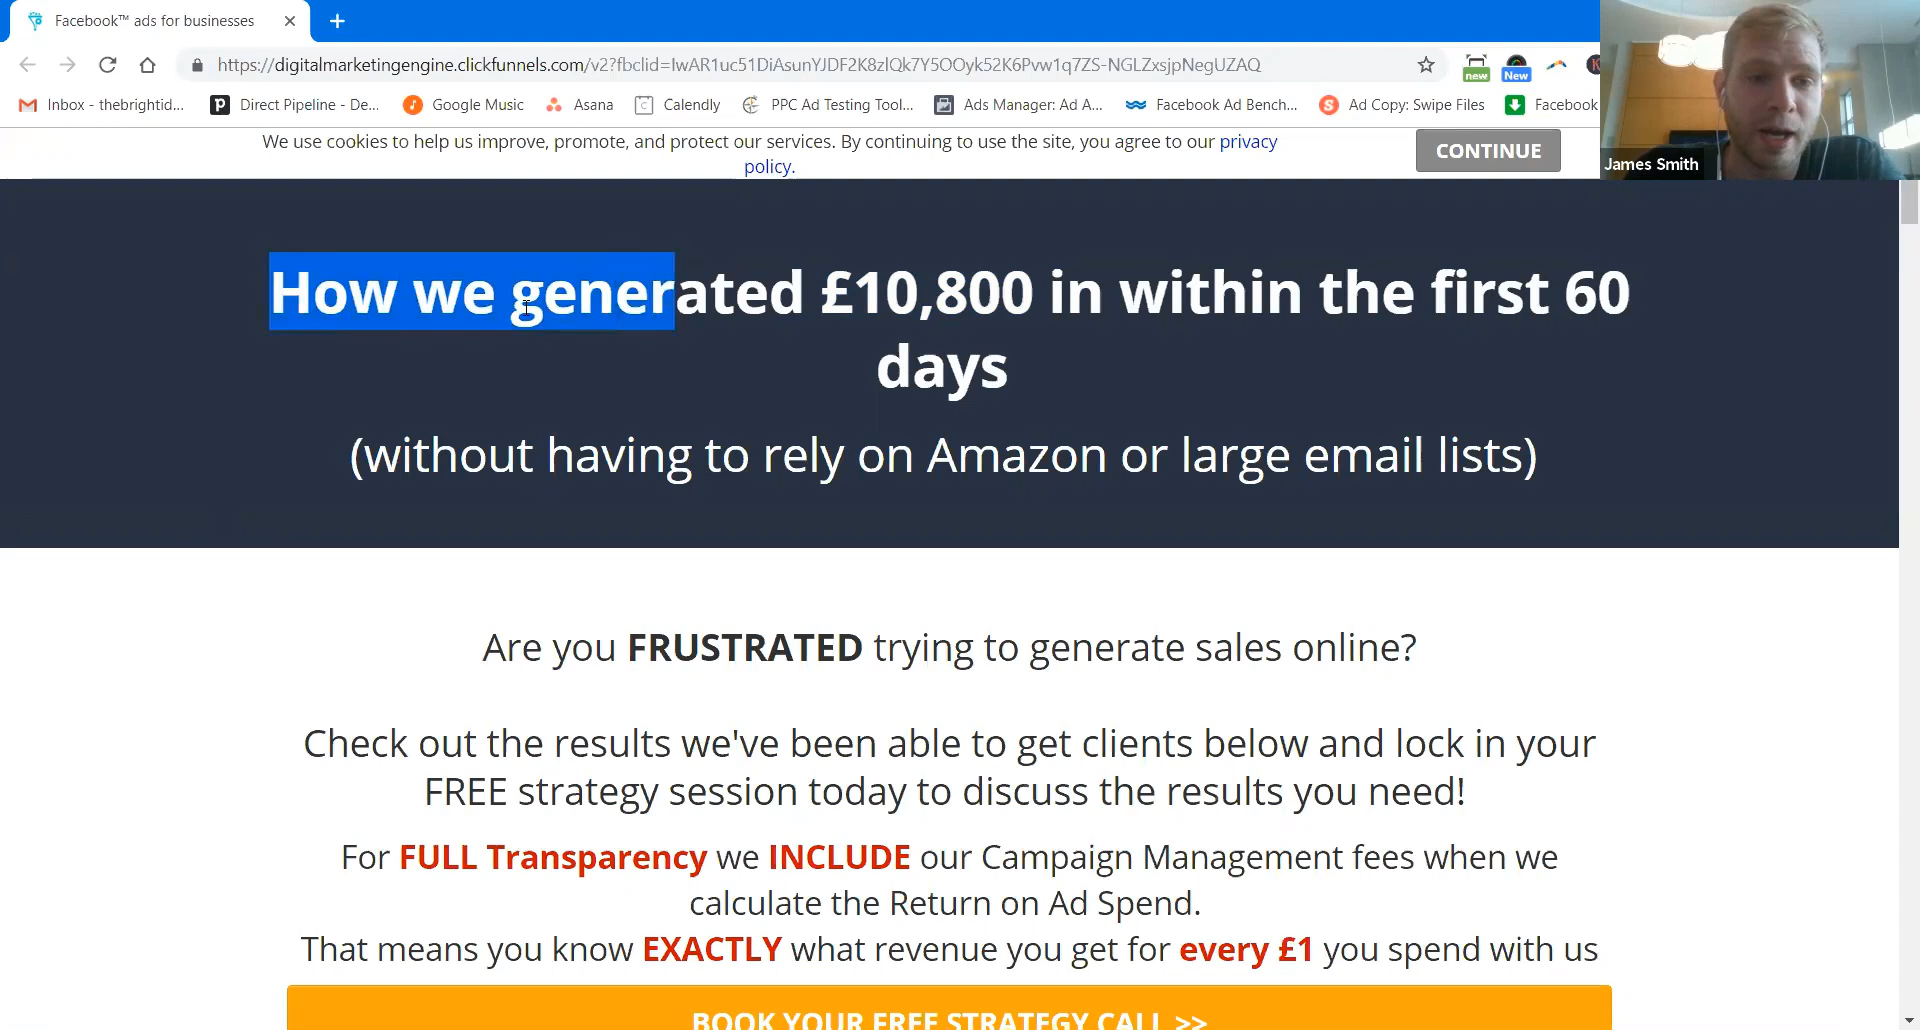 Facebook™ ads for businesses
https://digitalmarketingengine.clickfunnels.com/v2?fbclid=IwAR1uc51DiAsunYJDF2K8zlQk7Y5OOyk52K6Pvw1q7ZS-NGLZxsjpNegUZAQ
new
New
Inbox - thebrightid... Direct Pipeline - De... Google Music Asana Calendly PPC Ad Testing Tool... Ads Manager: Ad A... Facebook Ad Bench... Ad Copy: Swipe Files Facebook
We use cookies to help us improve, promote, and protect our services. By continuing to use the site, you agree to our privacy
policy.
CONTINUE
James Smith
How we generated £10,800 in within the first 60
days
(without having to rely on Amazon or large email lists)
Are you FRUSTRATED trying to generate sales online?
Check out the results we've been able to get clients below and lock in your
FREE strategy session today to discuss the results you need!
For FULL Transparency we INCLUDE our Campaign Management fees when we
calculate the Return on Ad Spend.
That means you know EXACTLY what revenue you get for every £1 you spend with us
BOOK YOUR FREE STRATEGY CALL >>